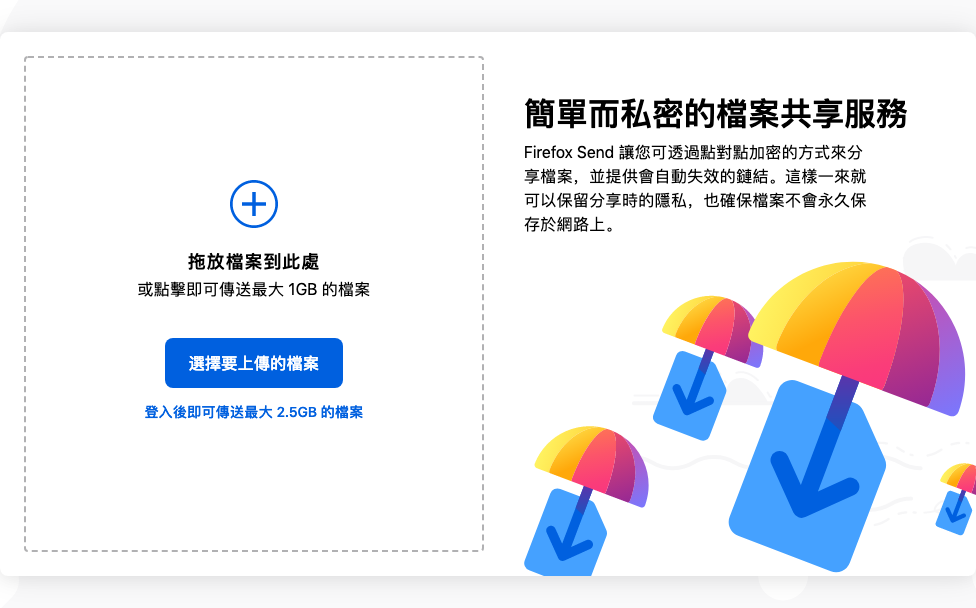 拖放檔案到此處
或點擊即可傳送最大 1GB 的檔案
選擇要上傳的檔案
登入後即可傳送最大 2.5GB 的檔案
簡單而私密的檔案共享服務
Firefox Send 讓您可透過點對點加密的方式來分
享檔案，並提供會自動失效的鏈結。這樣一來就
可以保留分享時的隱私，也確保檔案不會永久保
存於網路上。